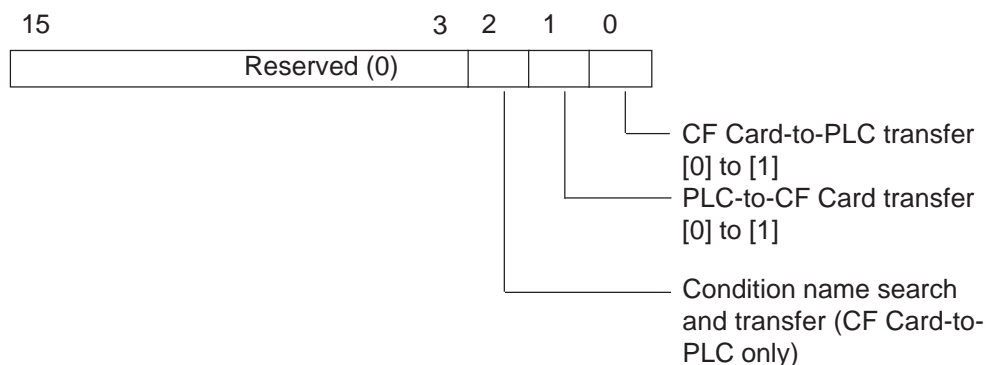 15 3 2 1 0
Reserved (0)
CF Card-to-PLC transfer
[0] to [1]
PLC-to-CF Card transfer
[0] to [1]
Condition name search
and transfer (CF Card-to-
PLC only)